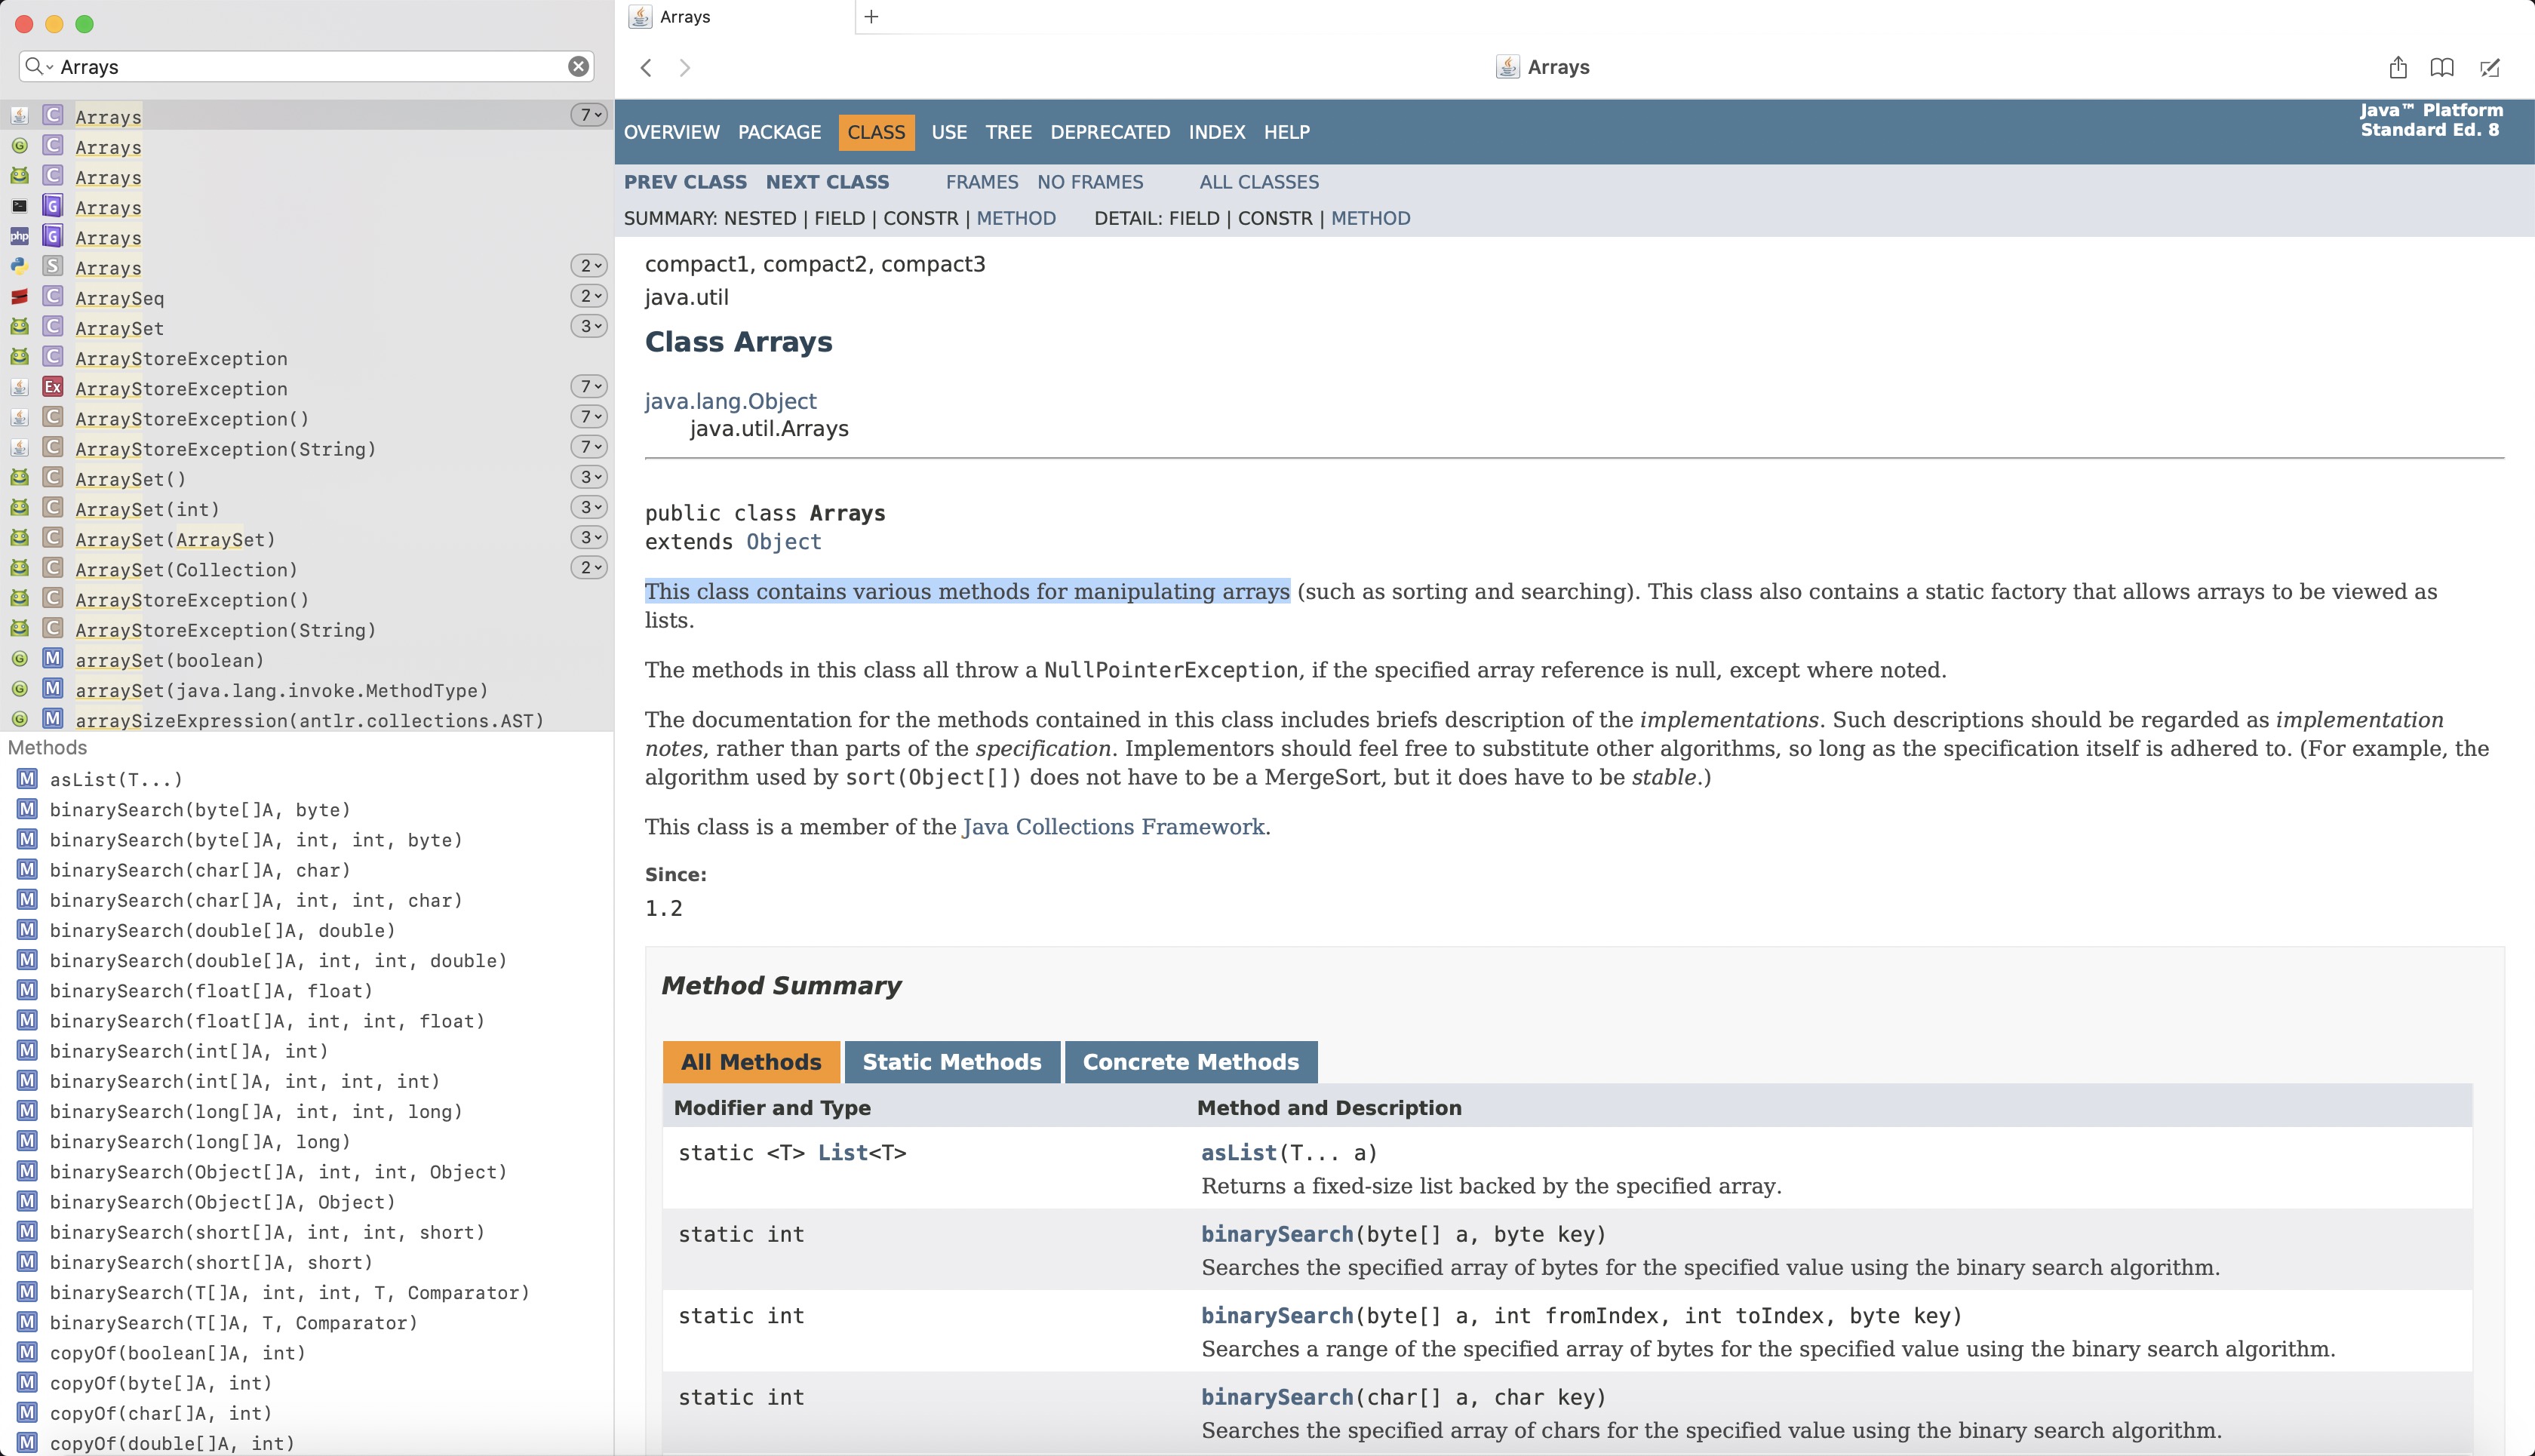 Arrays
Arrays
7
Arrays
Arrays
Arrays
php Arrays
Arrays
2
ArraySeq
2
ArraySet
3
ArrayStoreException
Ex ArrayStoreException
7
ArrayStoreException()
7
ArrayStoreException(String)
7
ArraySet()
3
ArraySet(int)
3
ArraySet(ArraySet)
3
ArraySet(Collection)
2
ArrayStoreException()
ArrayStoreException(String)
arraySet(boolean)
arraySet(java.lang.invoke.MethodType)
arraySizeExpression(antlr.collections.AST)
Methods
M asList(T...)
M binarySearch(byte[]A, byte)
M binarySearch(byte[]A, int, int, byte)
M binarySearch(char[]A, char)
M binarySearch(char[]A, int, int, char)
M binarySearch(double[]A, double)
M binarySearch(double[]A, int, int, double)
M binarySearch(float[]A, float)
M binarySearch(float[]A, int, int, float)
M binarySearch(int[]A, int)
M binarySearch(int[]A, int, int, int)
M binarySearch(long[]A, int, int, long)
M binarySearch(long[]A, long)
M binarySearch(Object[]A, int, int, Object)
M binarySearch(Object[]A, Object)
M binarySearch(short[]A, int, int, short)
M binarySearch(short[]A, short)
M binarySearch(T[]A, int, int, T, Comparator)
M binarySearch(T[]A, T, Comparator)
M copyOf(boolean[]A, int)
M copyOf(byte[]A, int)
M copyOf(char[]A, int)
M copyOf(double[]A, int)
Arrays
Arrays
OVERVIEW PACKAGE CLASS USE TREE DEPRECATED INDEX HELP
Java™ Platform
Standard Ed. 8
PREV CLASS NEXT CLASS FRAMES NO FRAMES ALL CLASSES
SUMMARY: NESTED | FIELD | CONSTR | METHOD DETAIL: FIELD | CONSTR | METHOD
compact1, compact2, compact3
java.util
Class Arrays
java.lang.Object
java.util.Arrays
public class Arrays
extends Object
This class contains various methods for manipulating arrays (such as sorting and searching). This class also contains a static factory that allows arrays to be viewed as
lists.
The methods in this class all throw a NullPointerException, if the specified array reference is null, except where noted.
The documentation for the methods contained in this class includes briefs description of the implementations. Such descriptions should be regarded as implementation
notes, rather than parts of the specification. Implementors should feel free to substitute other algorithms, so long as the specification itself is adhered to. (For example, the
algorithm used by sort(Object[]) does not have to be a MergeSort, but it does have to be stable.)
This class is a member of the Java Collections Framework.
Since:
1.2
Method Summary
All Methods Static Methods Concrete Methods
Modifier and Type Method and Description
static <T> List<T> asList(T... a)
Returns a fixed-size list backed by the specified array.
static int binarySearch(byte[] a, byte key)
Searches the specified array of bytes for the specified value using the binary search algorithm.
static int binarySearch(byte[] a, int fromIndex, int toIndex, byte key)
Searches a range of the specified array of bytes for the specified value using the binary search algorithm.
static int binarySearch(char[] a, char key)
Searches the specified array of chars for the specified value using the binary search algorithm.